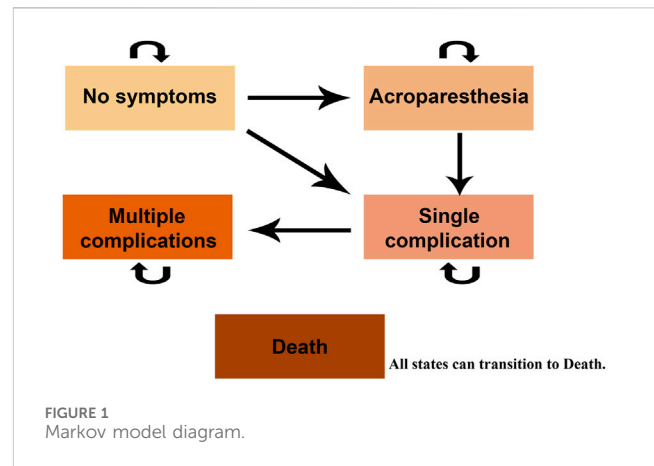 No symptoms
Acroparesthesia
Multiple
complications
Single
complication
Death
All states can transition to Death.
FIGURE 1
Markov model diagram.